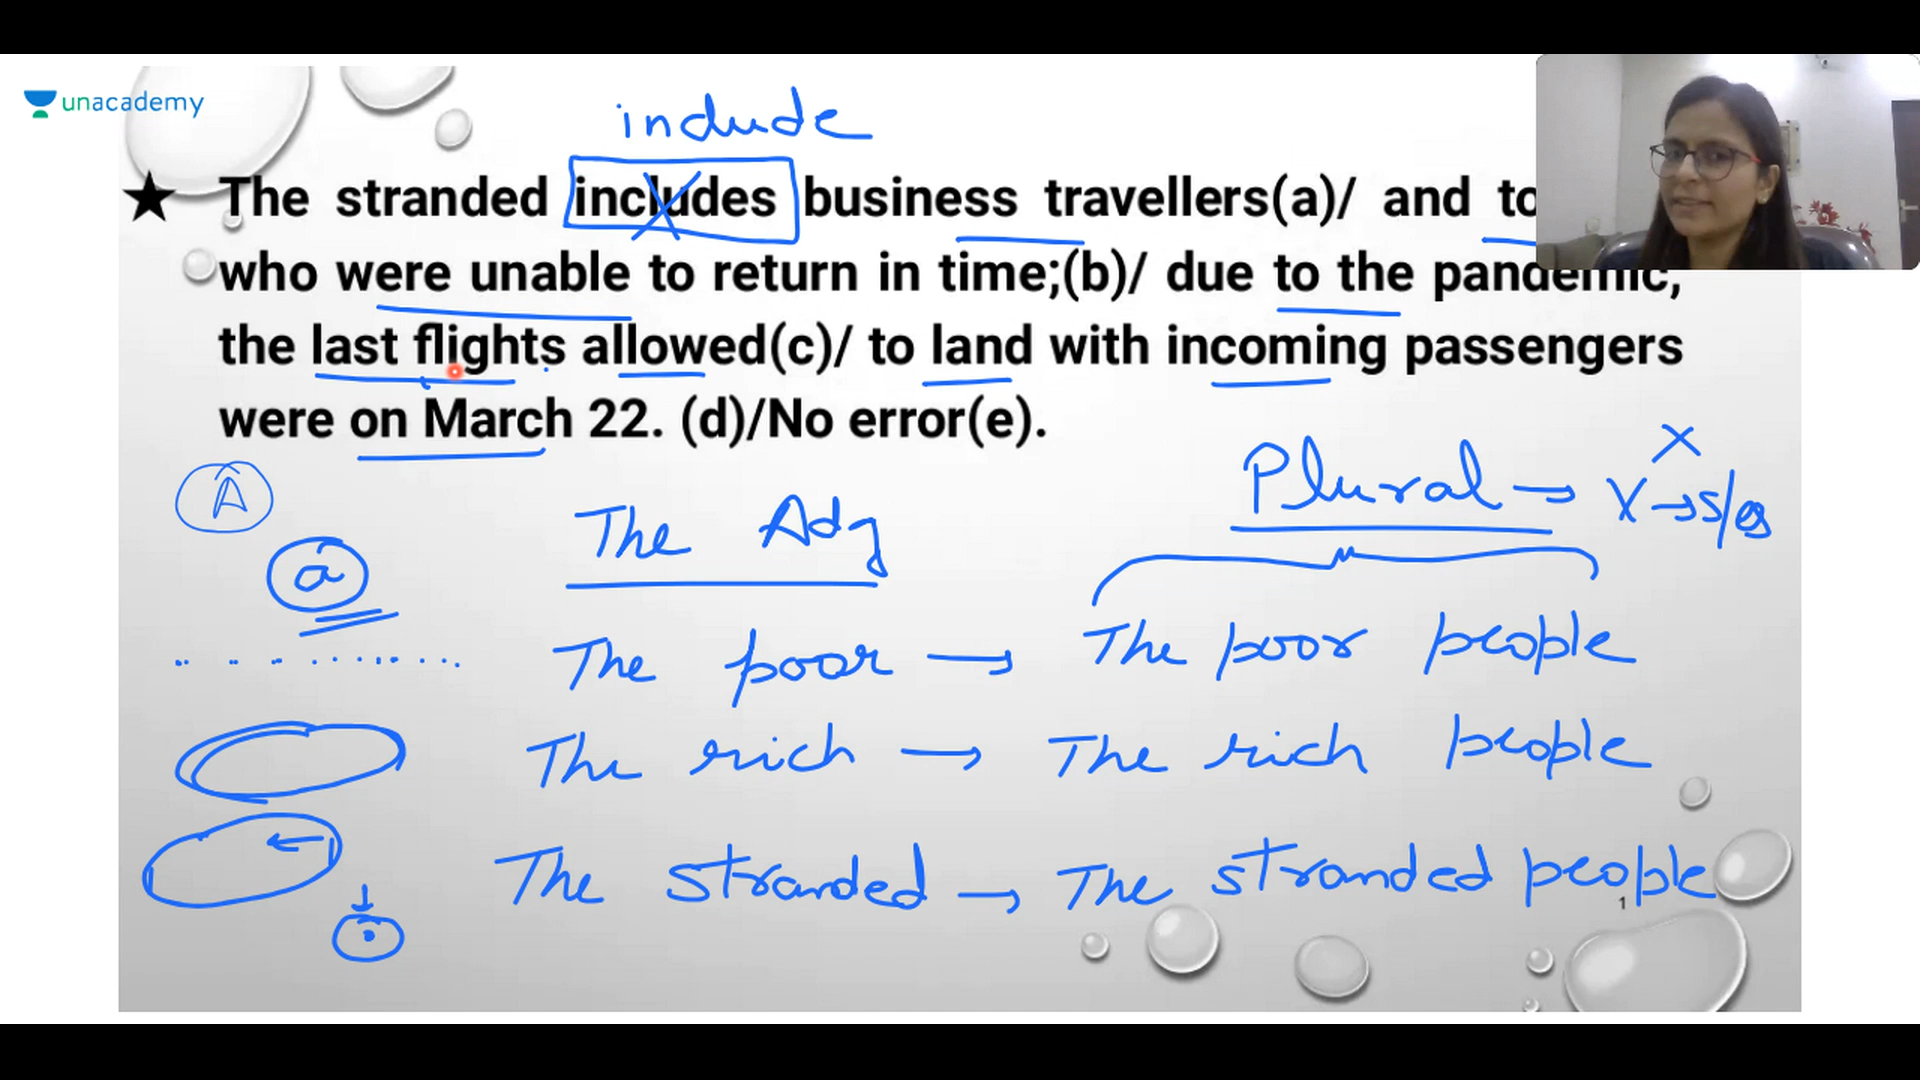 unacademy
include
★ The stranded includes business travellers(a)/ and to
who were unable to return in time;(b)/ due to the pandemic,
the last flights allowed(c)/ to land with incoming passengers
were on March 22. (d)/No error(e).
A
Plural → V → s/es
X
a
The Adj
The poor → The poor people
The rich → The rich people
The stranded → The stranded people
1